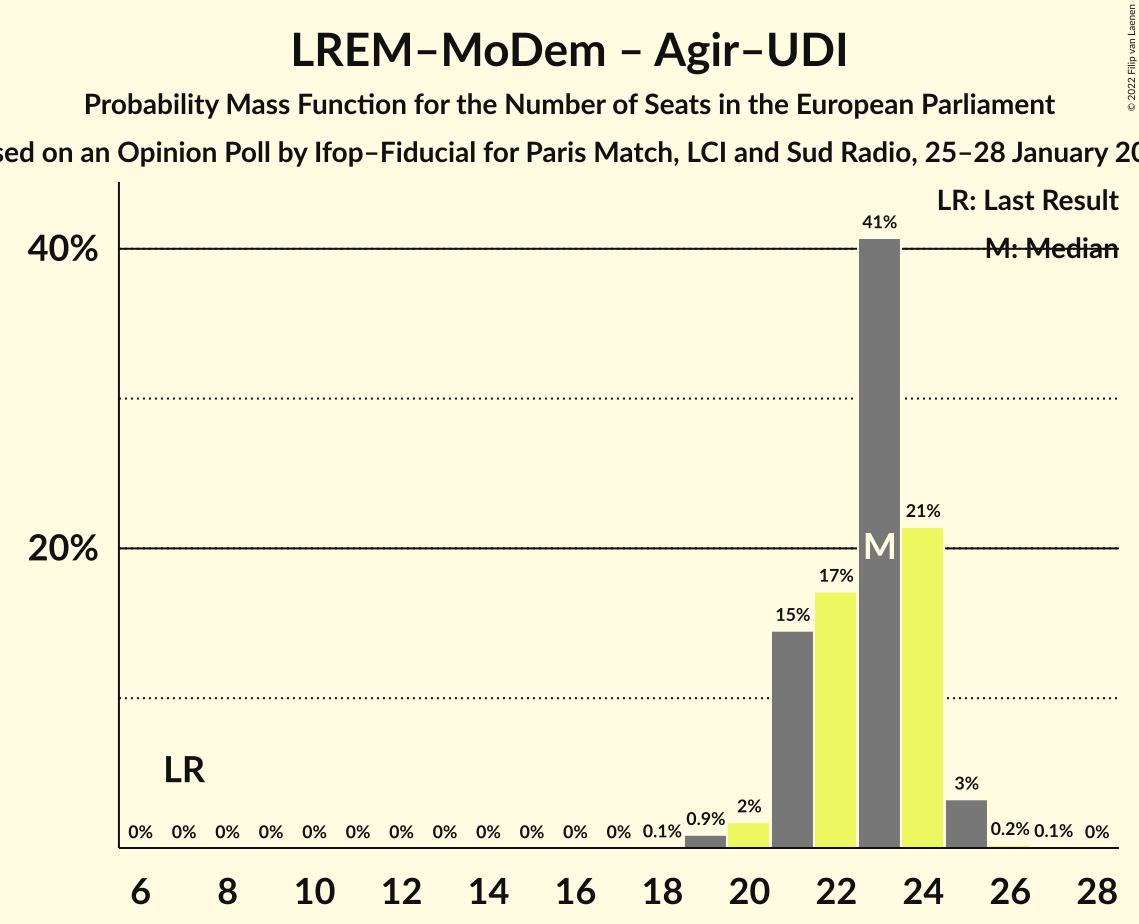 LREM–MoDem – Agir–UDI
Probability Mass Function for the Number of Seats in the European Parliament
on an Opinion Poll by Ifop–Fiducial for Paris Match, LCI and Sud Radio, 25–28 January
© 2022 Filip van Laenen
LR: Last Result
M: Median
40%
20%
41%
21%
17%
15%
M
LR
0% 0% 0% 0% 0% 0% 0% 0% 0% 0% 0% 0% 0.1% 0.9% 2% 3% 0.2% 0.1% 0%
6 8 10 12 14 16 18 20 22 24 26 28